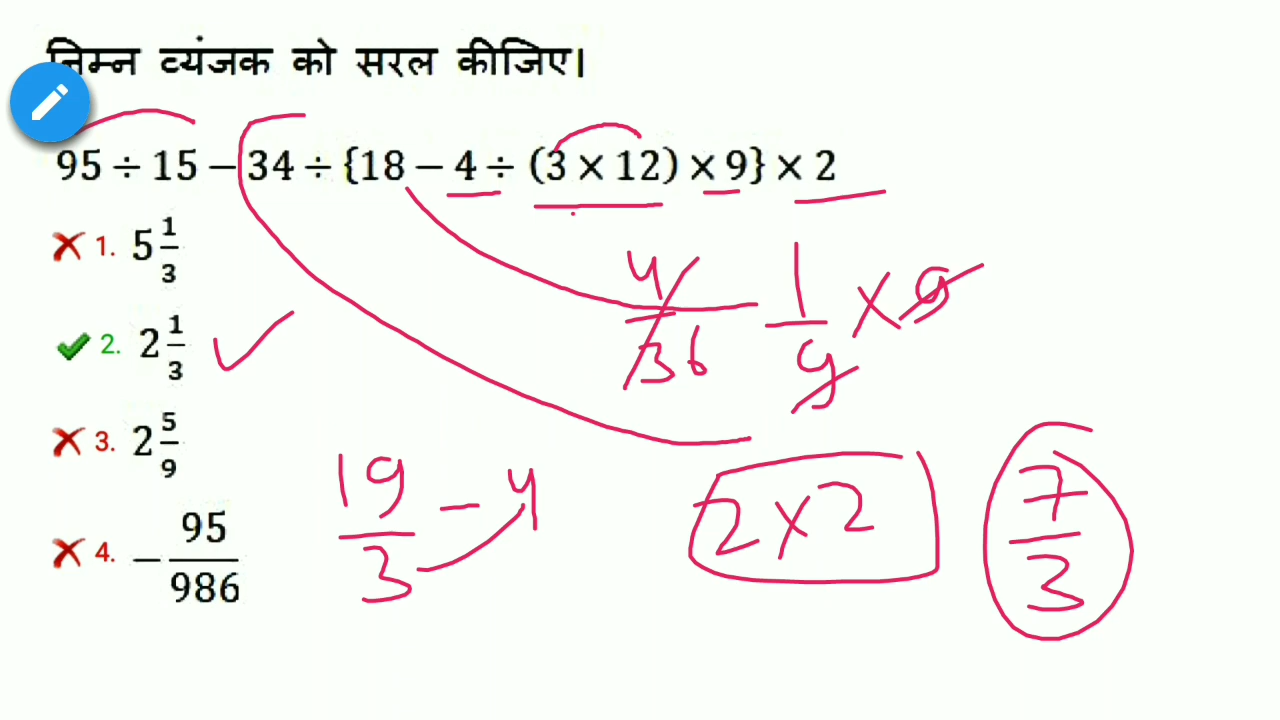 निम्न व्यंजक को सरल कीजिए।
95 ÷ 15 − 34 ÷ {18 − 4 ÷ (3 × 12) × 9} × 2
1. 5 1/3
2. 2 1/3
3. 2 5/9
4. − 95/986
4/36 1/9 × 9
19/3 − 4
2 × 2
7/3